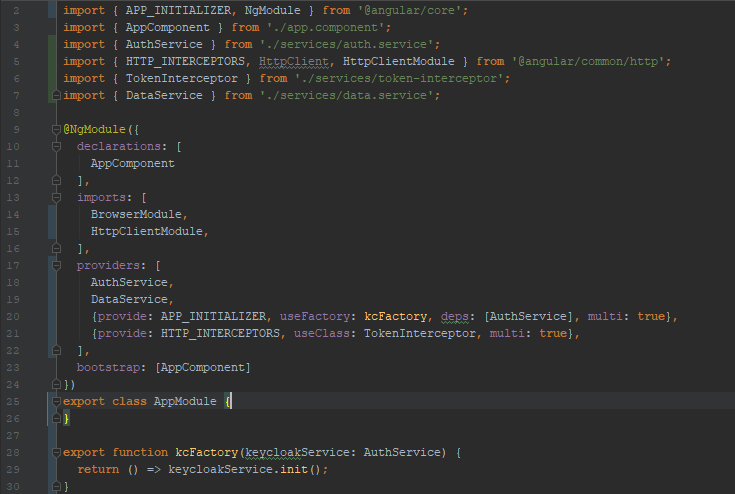 2 import { APP_INITIALIZER, NgModule } from '@angular/core';
3 import { AppComponent } from './app.component';
4 import { AuthService } from './services/auth.service';
5 import { HTTP_INTERCEPTORS, HttpClient, HttpClientModule } from '@angular/common/http';
6 import { TokenInterceptor } from './services/token-interceptor';
7 import { DataService } from './services/data.service';
8
9 @NgModule({
10 declarations: [
11 AppComponent
12 ],
13 imports: [
14 BrowserModule,
15 HttpClientModule,
16 ],
17 providers: [
18 AuthService,
19 DataService,
20 {provide: APP_INITIALIZER, useFactory: kcFactory, deps: [AuthService], multi: true},
21 {provide: HTTP_INTERCEPTORS, useClass: TokenInterceptor, multi: true},
22 ],
23 bootstrap: [AppComponent]
24 })
25 export class AppModule {
26 }
27
28 export function kcFactory(keycloakService: AuthService) {
29 return () => keycloakService.init();
30 }